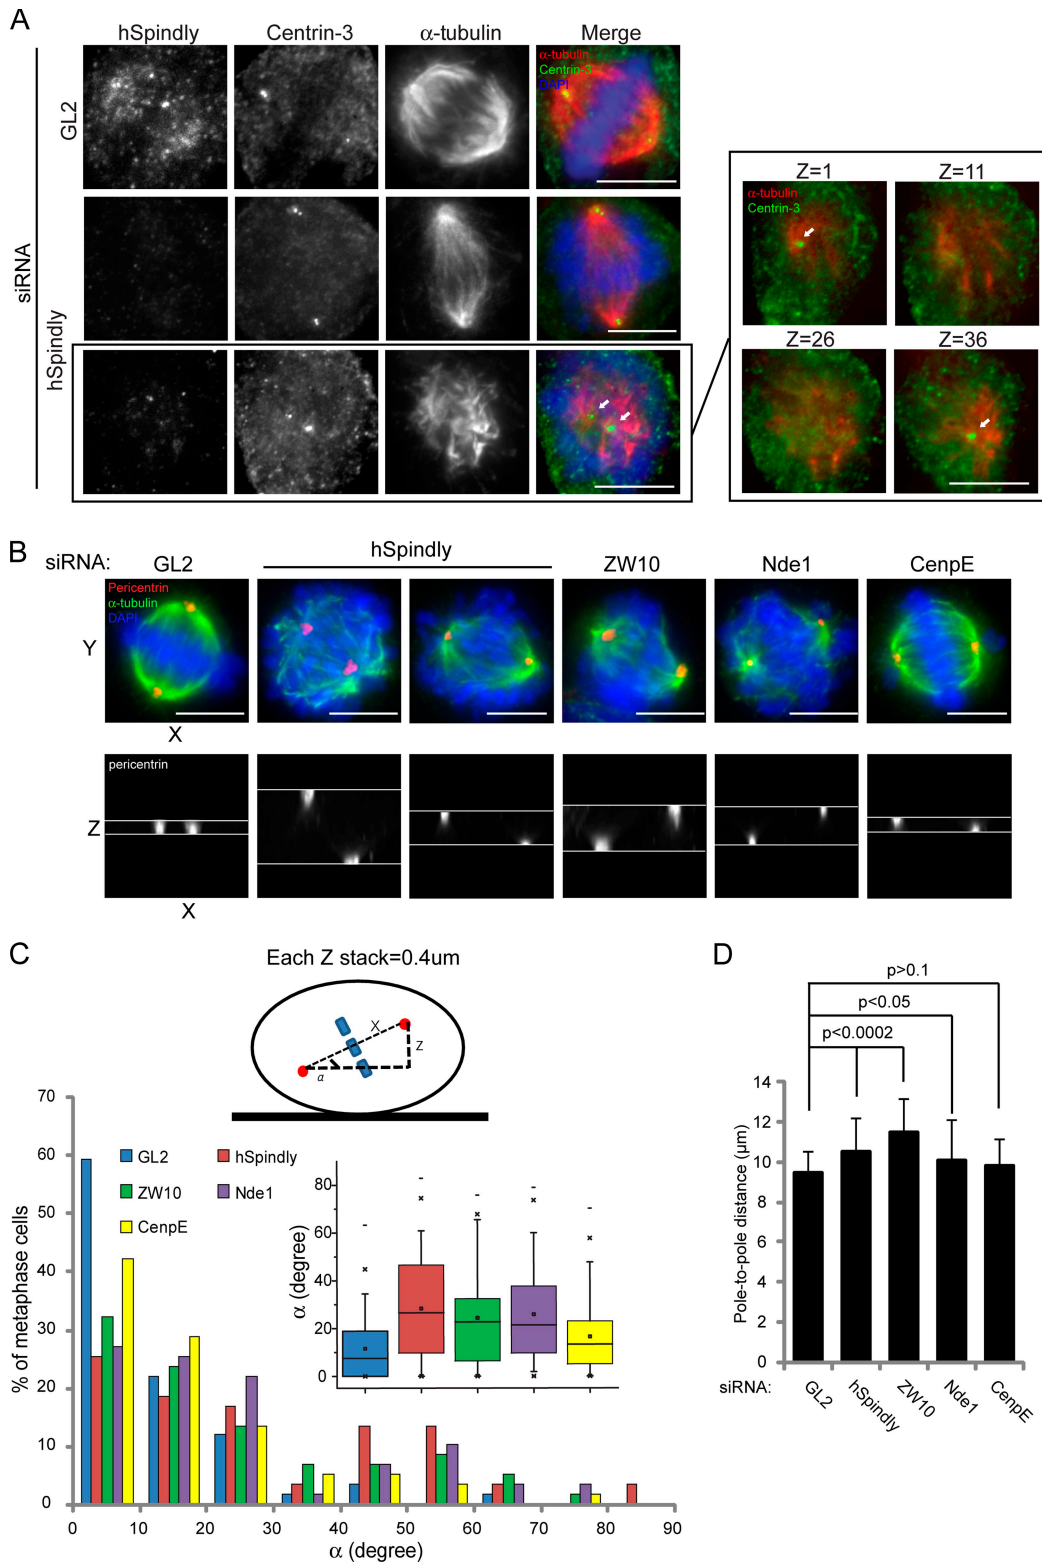 A
hSpindly Centrin-3 α-tubulin Merge
α-tubulin
Centrin-3
DAPI
siRNA
GL2
hSpindly
Z=1 Z=11
α-tubulin
Centrin-3
Z=26 Z=36
B
siRNA: GL2 hSpindly ZW10 Nde1 CenpE
Pericentrin
α-tubulin
DAPI
Y
X
pericentrin
Z
X
C
Each Z stack=0.4um
X
Z
α
% of metaphase cells
70
60
50
40
30
20
10
0
GL2 hSpindly
ZW10 Nde1
CenpE
α (degree)
80
60
40
20
0
0 10 20 30 40 50 60 70 80 90
α (degree)
D
p>0.1
p<0.05
p<0.0002
Pole-to-pole distance (μm)
14
12
10
8
6
4
2
0
siRNA: GL2 hSpindly ZW10 Nde1 CenpE